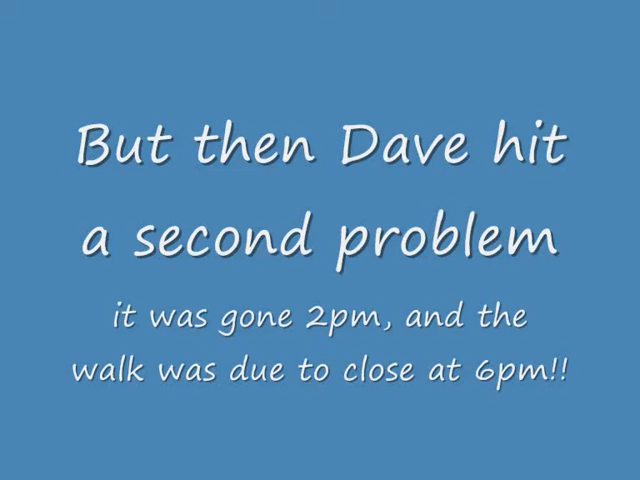 But then Dave hit
a second problem
it was gone 2pm, and the
walk was due to close at 6pm!!